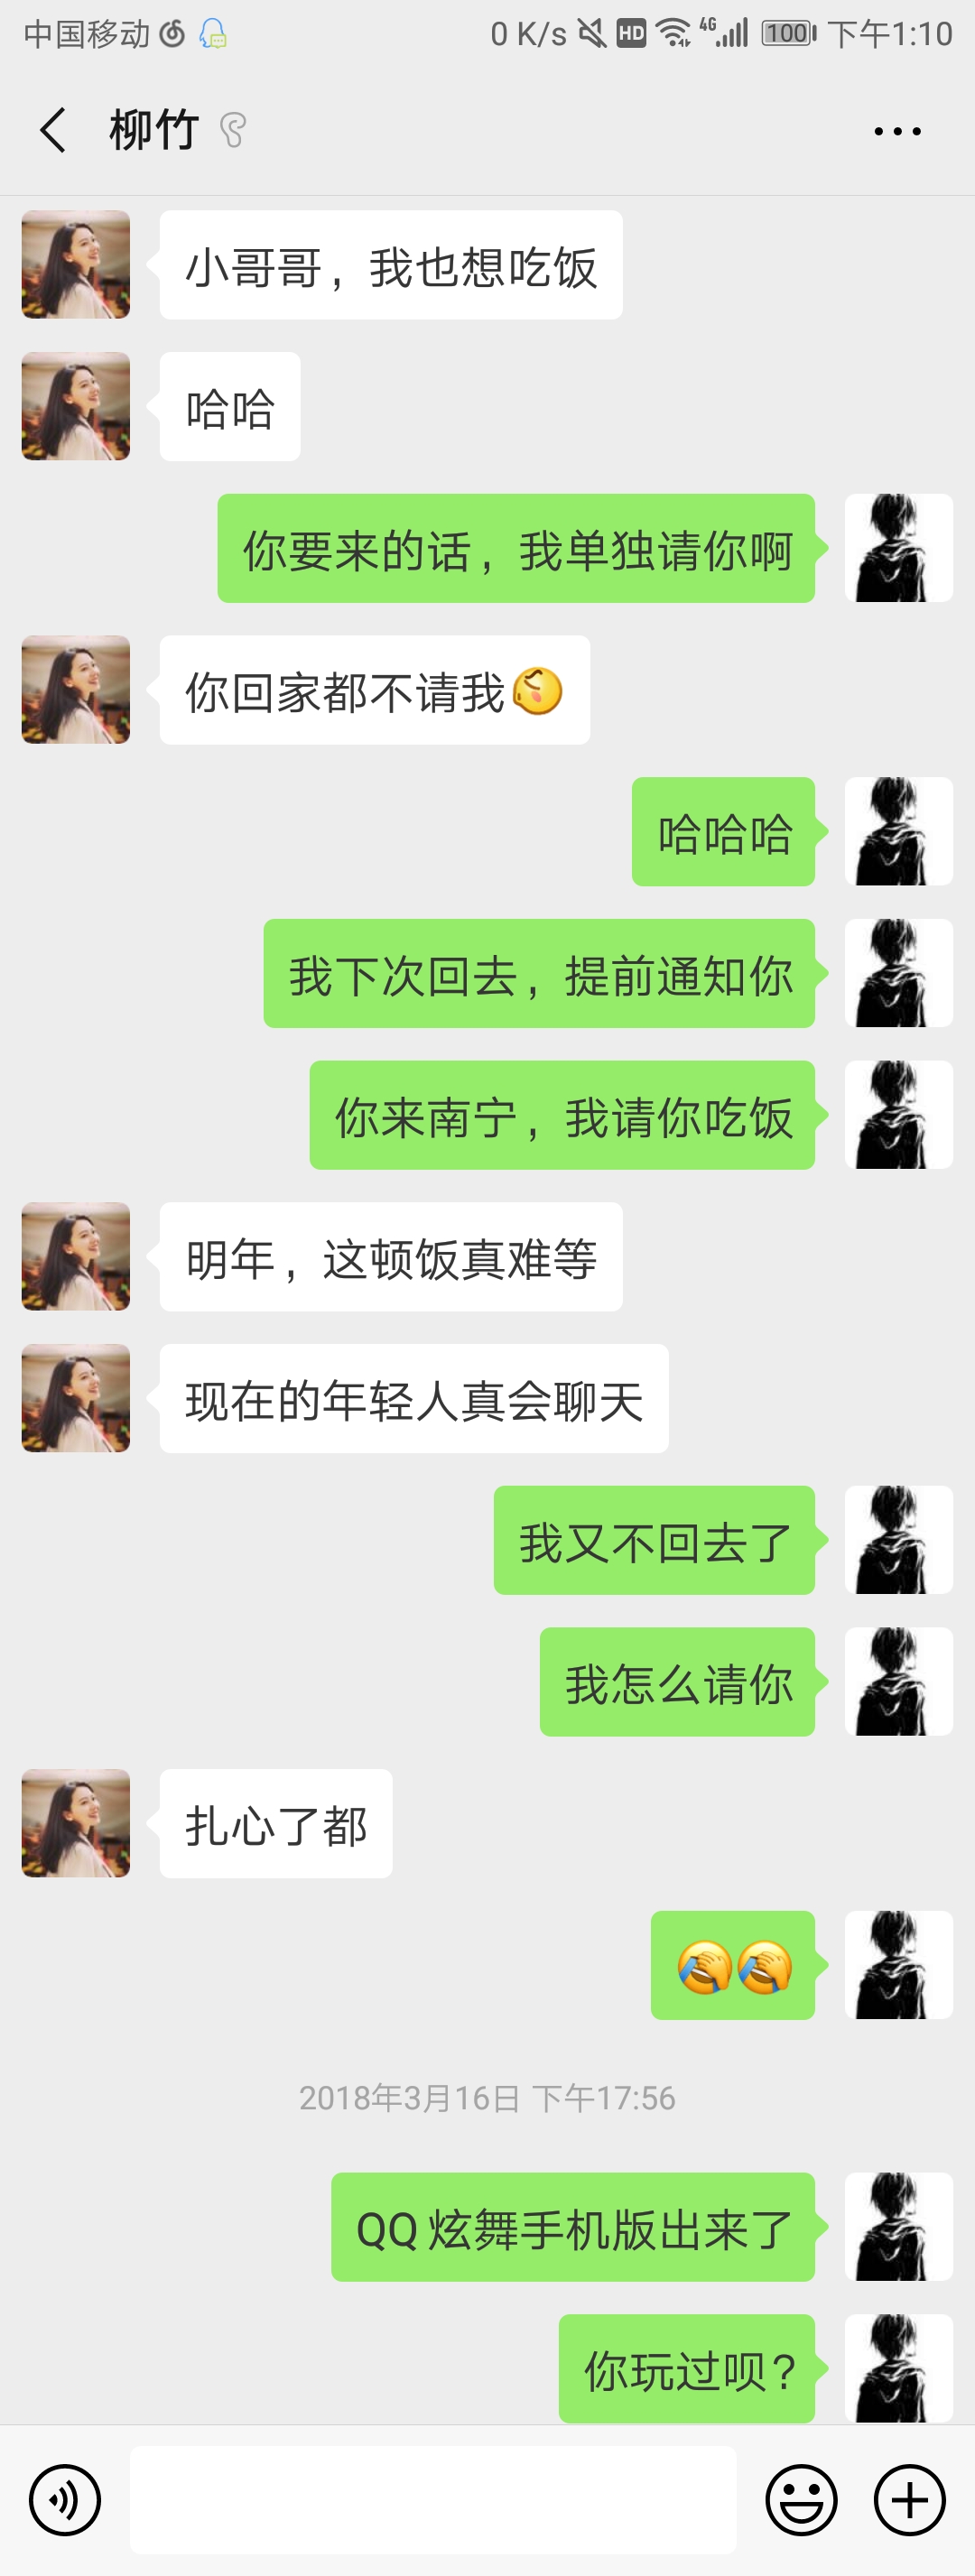 中国移动 0 K/s HD 4G 100 下午1:10
柳竹
小哥哥，我也想吃饭
哈哈
你要来的话，我单独请你啊
你回家都不请我
哈哈哈
我下次回去，提前通知你
你来南宁，我请你吃饭
明年，这顿饭真难等
现在的年轻人真会聊天
我又不回去了
我怎么请你
扎心了都
🤦🤦
2018年3月16日 下午17:56
QQ 炫舞手机版出来了
你玩过呗？